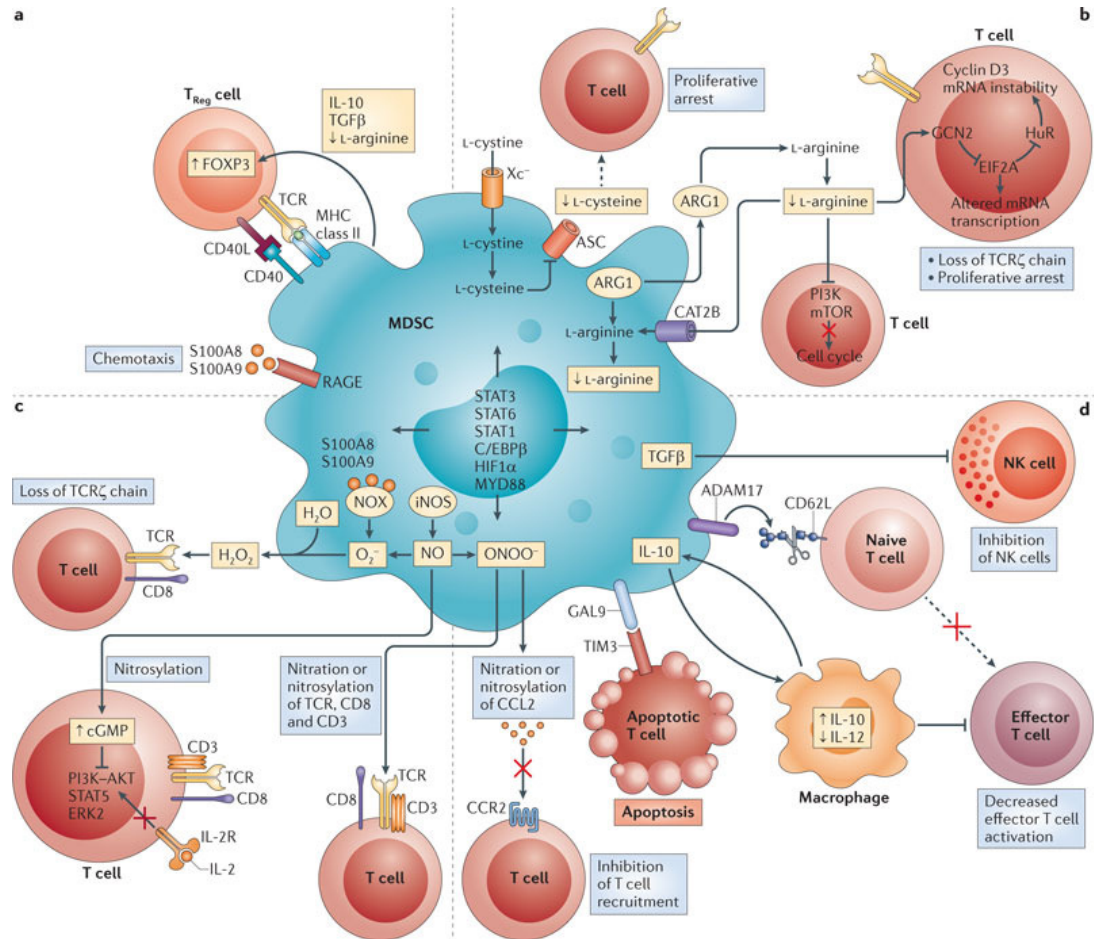 a
T Reg cell
↑ FOXP3
IL-10
TGFβ
↓ L-arginine
TCR
MHC
class II
CD40L
CD40
Chemotaxis
S100A8
S100A9
RAGE
MDSC
b
L-cystine
Xc⁻
L-cystine
L-cysteine
ASC
↓ L-cysteine
T cell
Proliferative
arrest
ARG1
L-arginine
↓ L-arginine
CAT2B
ARG1
L-arginine
↓ L-arginine
T cell
Cyclin D3
mRNA instability
GCN2
HuR
EIF2A
Altered mRNA
transcription
• Loss of TCRζ chain
• Proliferative arrest
PI3K
mTOR
Cell cycle
T cell
STAT3
STAT6
STAT1
C/EBPβ
HIF1α
MYD88
c
S100A8
S100A9
NOX
iNOS
H₂O
O₂⁻
NO
ONOO⁻
H₂O₂
Loss of TCRζ chain
T cell
TCR
CD8
Nitrosylation
↑ cGMP
PI3K–AKT
STAT5
ERK2
CD3
TCR
CD8
IL-2R
IL-2
T cell
Nitration or
nitrosylation
of TCR, CD8
and CD3
CD8
TCR
CD3
T cell
Nitration or
nitrosylation
of CCL2
CCR2
T cell
Inhibition
of T cell
recruitment
d
TGFβ
NK cell
Inhibition
of NK cells
ADAM17
CD62L
Naive
T cell
IL-10
GAL9
TIM3
Apoptotic
T cell
Apoptosis
↑ IL-10
↓ IL-12
Macrophage
Effector
T cell
Decreased
effector T cell
activation